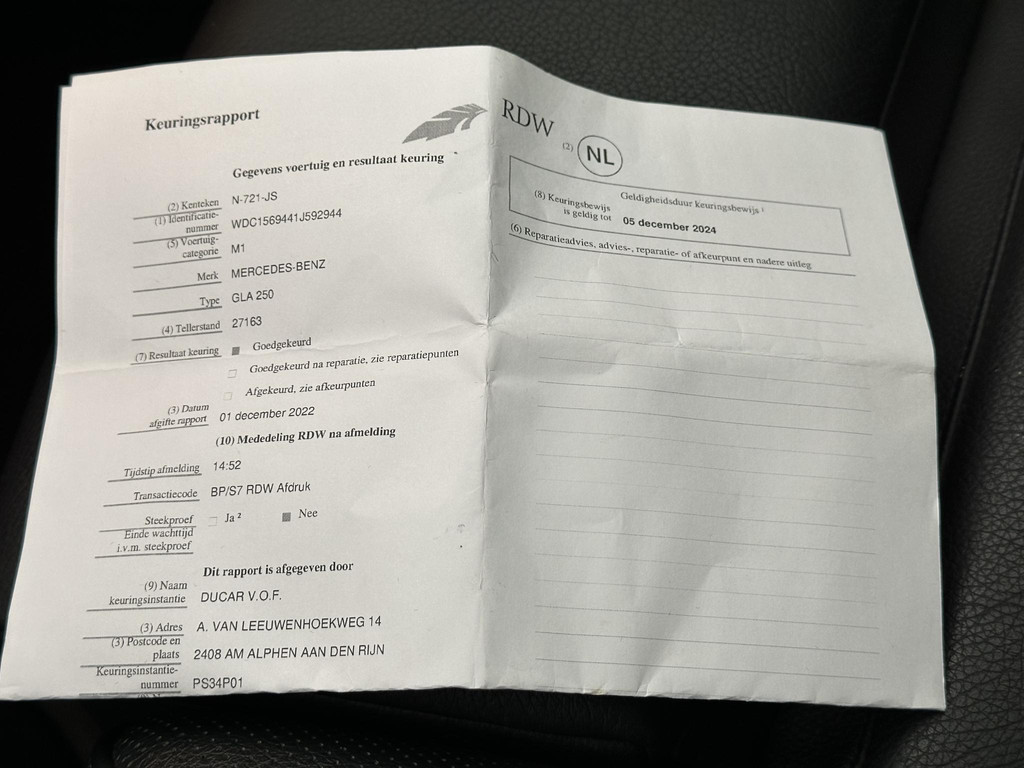 Keuringsrapport
Gegevens voertuig en resultaat keuring
(2) Kenteken N-721-JS
(1) Identificatie-
nummer WDC1569441J592944
(5) Voertuig-
categorie M1
Merk MERCEDES-BENZ
Type GLA 250
(4) Tellerstand 27163
(7) Resultaat keuring Goedgekeurd
Goedgekeurd na reparatie, zie reparatiepunten
Afgekeurd, zie afkeurpunten
(3) Datum
afgifte rapport 01 december 2022
(10) Mededeling RDW na afmelding
Tijdstip afmelding 14:52
Transactiecode BP/S7 RDW Afdruk
Steekproef Ja ² Nee
Einde wachttijd
i.v.m. steekproef
Dit rapport is afgegeven door
(9) Naam
keuringsinstantie DUCAR V.O.F.
(3) Adres A. VAN LEEUWENHOEKWEG 14
(3) Postcode en
plaats 2408 AM ALPHEN AAN DEN RIJN
Keuringsinstantie-
nummer PS34P01
RDW
(2) NL
Geldigheidsduur keuringsbewijs ¹
(8) Keuringsbewijs
is geldig tot 05 december 2024
(6) Reparatieadvies, advies-, reparatie- of afkeurpunt en nadere uitleg